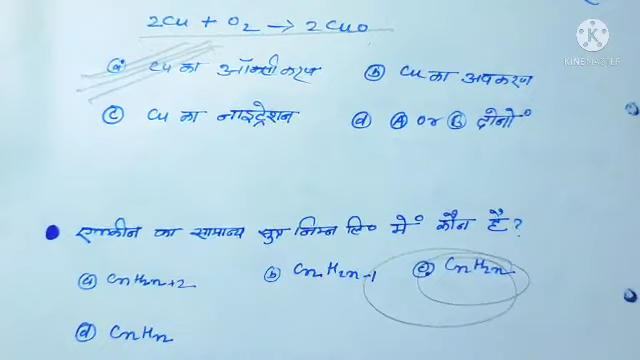 2Cu + O₂ → 2CuO
ⓐ Cu का ऑक्सीकरण ⓑ Cu का अपकरण
ⓒ Cu का नाइट्रेशन ⓓ Ⓐ or Ⓑ दोनों
एल्कीन का सामान्य सूत्र निम्न लि० में कौन है?
ⓐ CnH2n+2 ⓑ CnH2n-1 ⓒ CnH2n
ⓓ CnHn
KINEMASTER